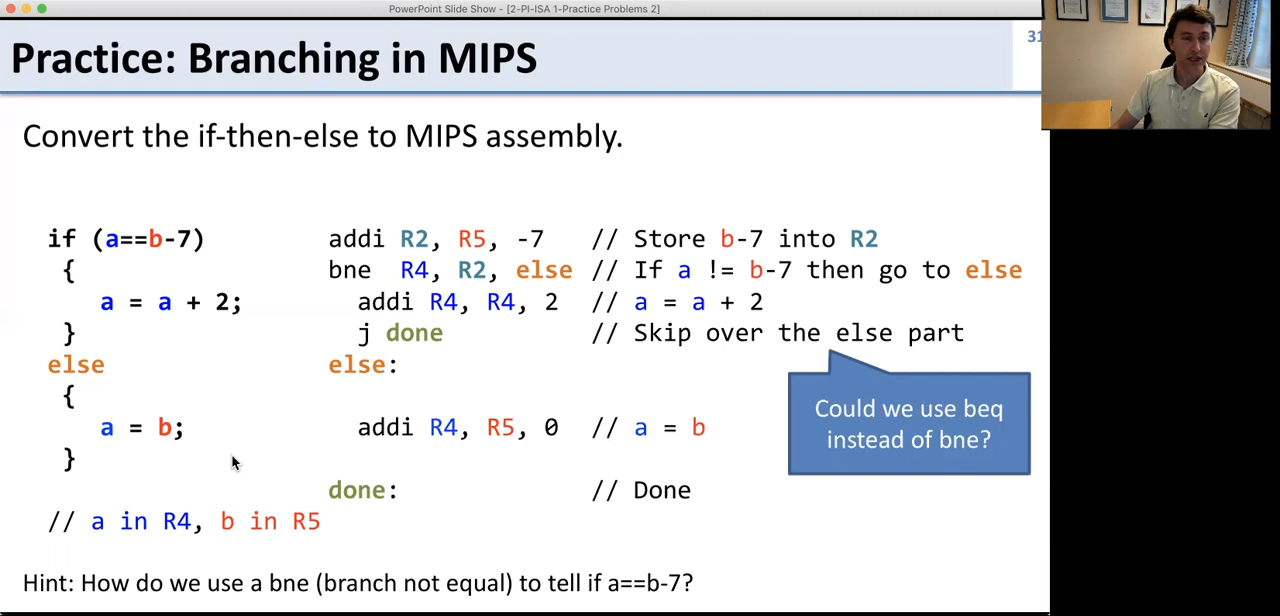 PowerPoint Slide Show - [2-PI-ISA 1-Practice Problems 2]
Practice: Branching in MIPS
31
Convert the if-then-else to MIPS assembly.
if (a==b-7) addi R2, R5, -7 // Store b-7 into R2
{ bne R4, R2, else // If a != b-7 then go to else
a = a + 2; addi R4, R4, 2 // a = a + 2
} j done // Skip over the else part
else else:
{
a = b; addi R4, R5, 0 // a = b
}
done: // Done
// a in R4, b in R5
Could we use beq
instead of bne?
Hint: How do we use a bne (branch not equal) to tell if a==b-7?